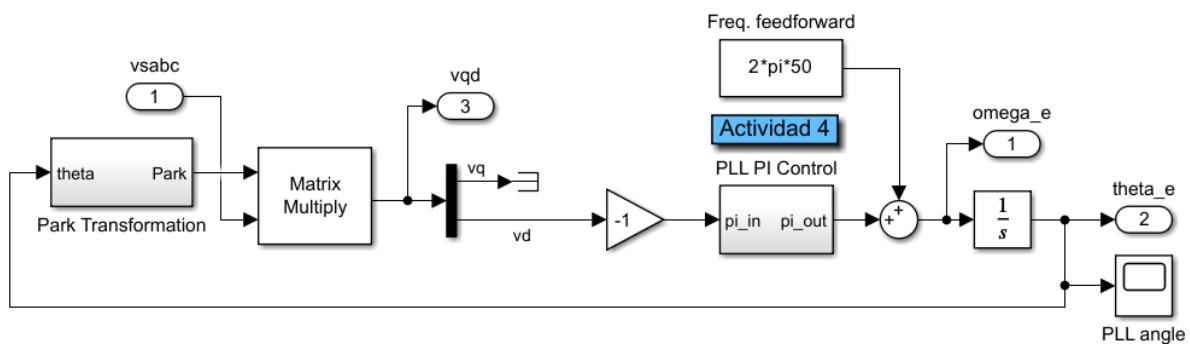 Freq. feedforward
2*pi*50
vsabc
1
vqd
3
Actividad 4
omega_e
1
theta
Park
Park Transformation
Matrix
Multiply
vq
vd
-1
PLL PI Control
pi_in
pi_out
+
+
1
s
theta_e
2
PLL angle